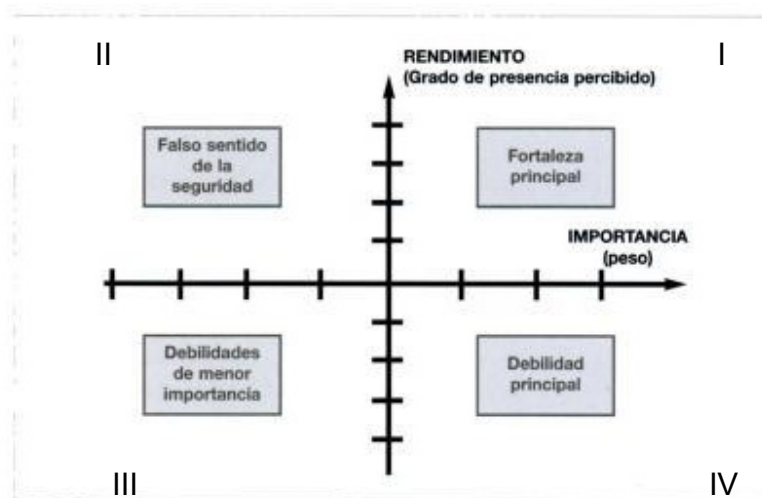 II
RENDIMIENTO
(Grado de presencia percibido)
I
Falso sentido
de la
seguridad
Fortaleza
principal
IMPORTANCIA
(peso)
Debilidades
de menor
importancia
Debilidad
principal
III
IV